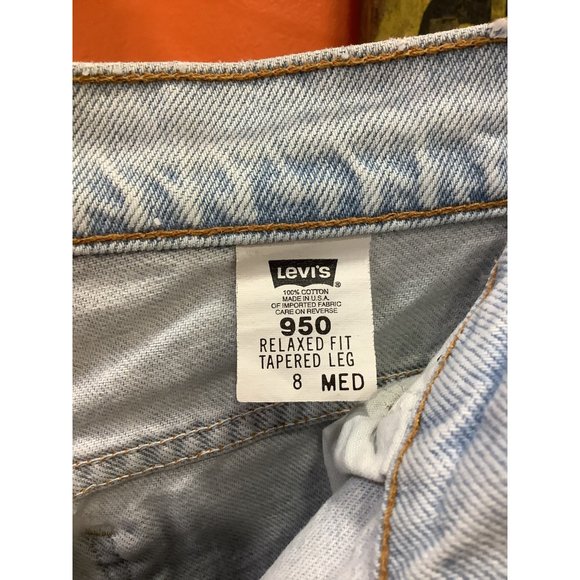 Levi's ®
100% COTTON
MADE IN U.S.A.
OF IMPORTED FABRIC
CARE ON REVERSE
950
RELAXED FIT
TAPERED LEG
8 MED